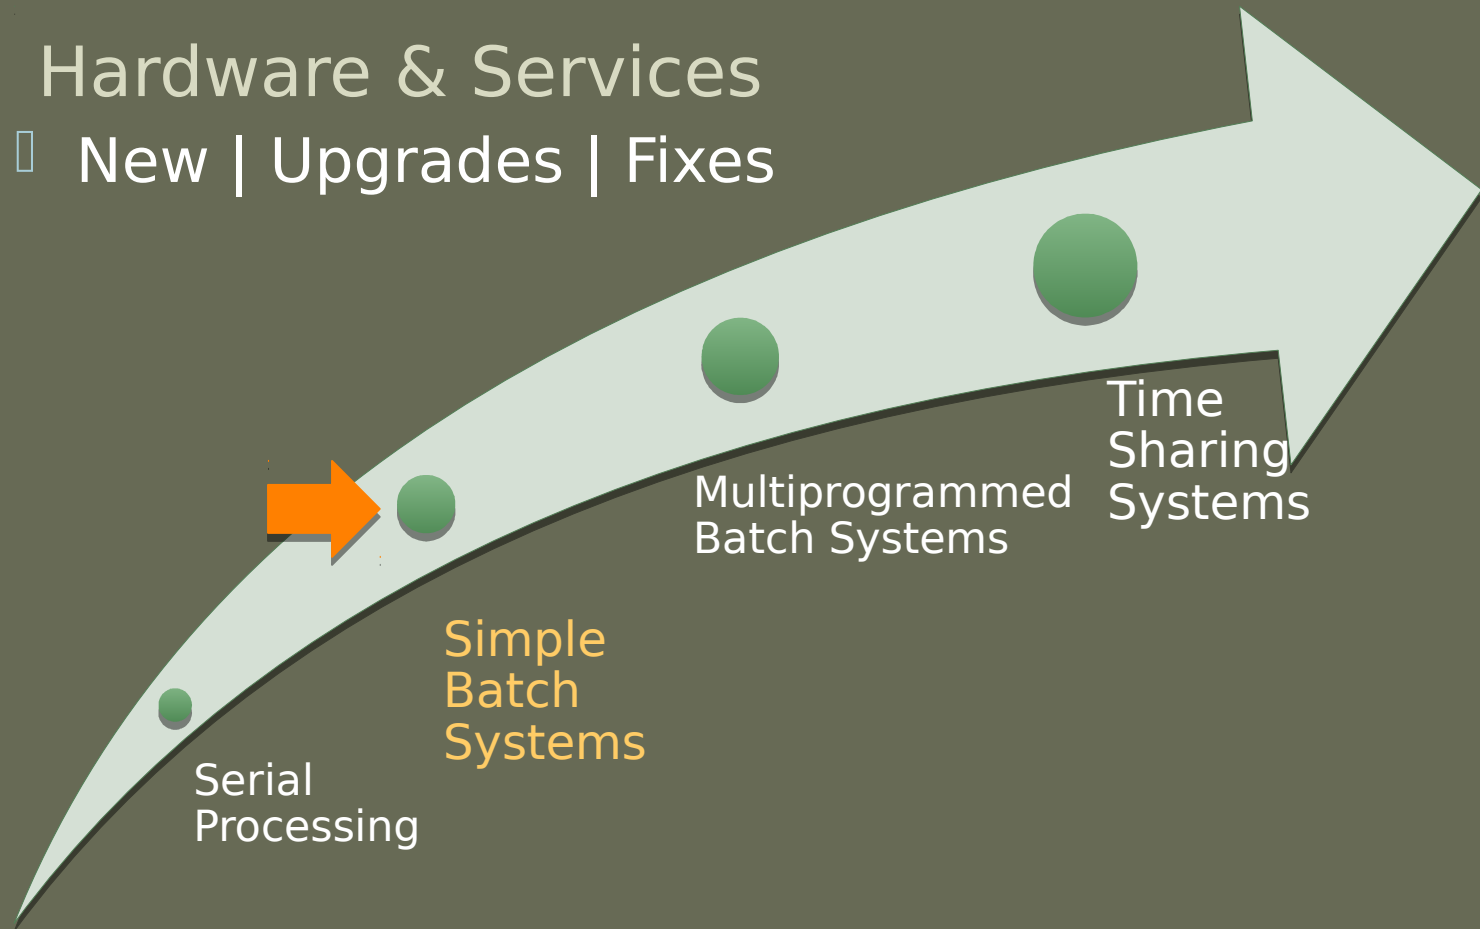 Hardware & Services
New | Upgrades | Fixes
Time
Sharing
Systems
Multiprogrammed
Batch Systems
Simple
Batch
Systems
Serial
Processing